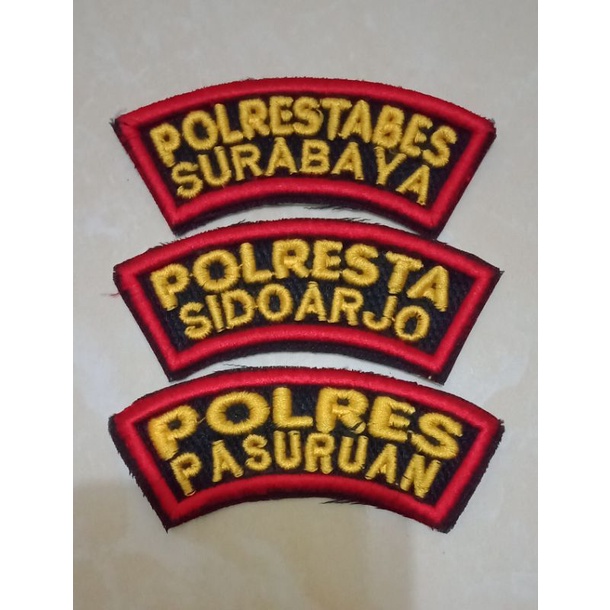 POLRESTABES
SURABAYA
POLRESTA
SIDOARJO
POLRES
PASURUAN